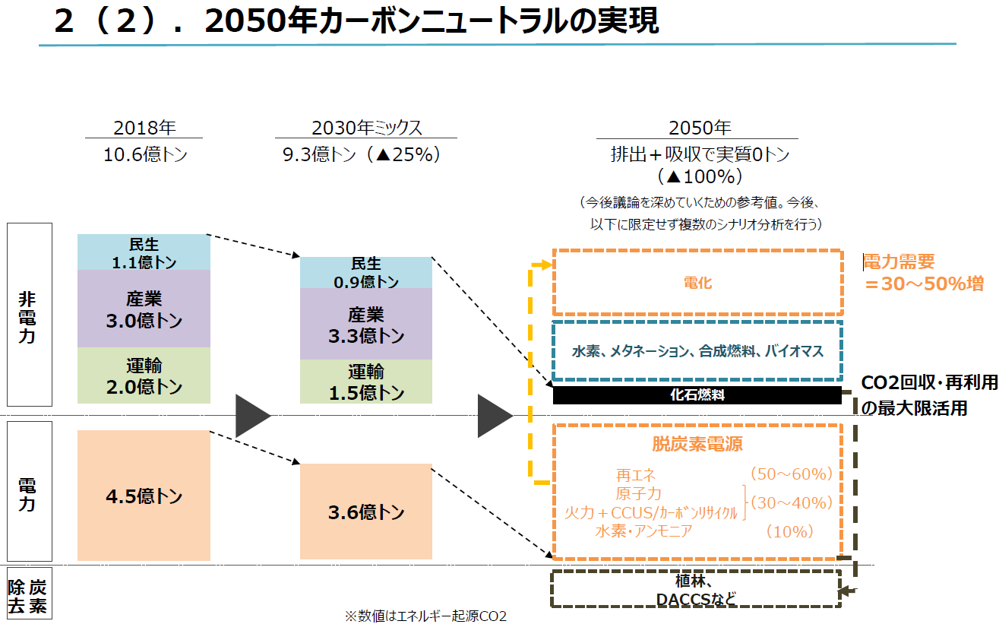 2（2）．2050年カーボンニュートラルの実現
2018年
10.6億トン
2030年ミックス
9.3億トン（▲25%）
2050年
排出＋吸収で実質0トン
（▲100%）
（今後議論を深めていくための参考値。今後、
以下に限定せず複数のシナリオ分析を行う）
非電力
民生
1.1億トン
産業
3.0億トン
運輸
2.0億トン
民生
0.9億トン
産業
3.3億トン
運輸
1.5億トン
電化
電力需要
＝30～50%増
水素、メタネーション、合成燃料、バイオマス
化石燃料
CO2回収・再利用
の最大限活用
電力
4.5億トン
3.6億トン
脱炭素電源
再エネ （50～60%）
原子力
火力＋CCUS/ｶｰﾎﾞﾝﾘｻｲｸﾙ （30～40%）
水素・アンモニア （10%）
炭素除去
植林、
DACCSなど
※数値はエネルギー起源CO2